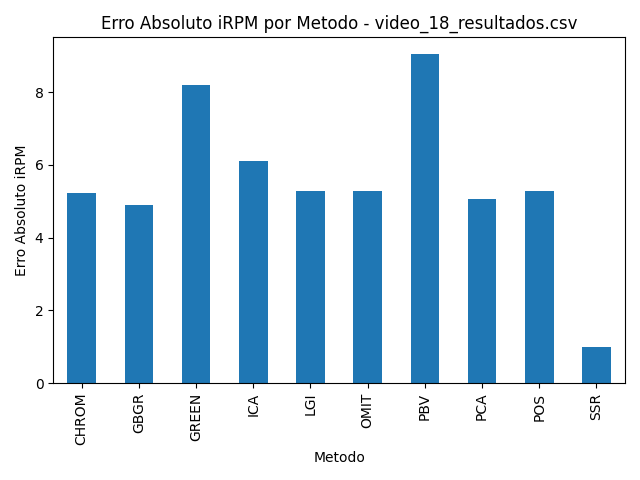 Erro Absoluto iRPM por Metodo - video_18_resultados.csv
Erro Absoluto iRPM
8
6
4
2
0
CHROM
GBGR
GREEN
ICA
LGI
OMIT
PBV
PCA
POS
SSR
Metodo